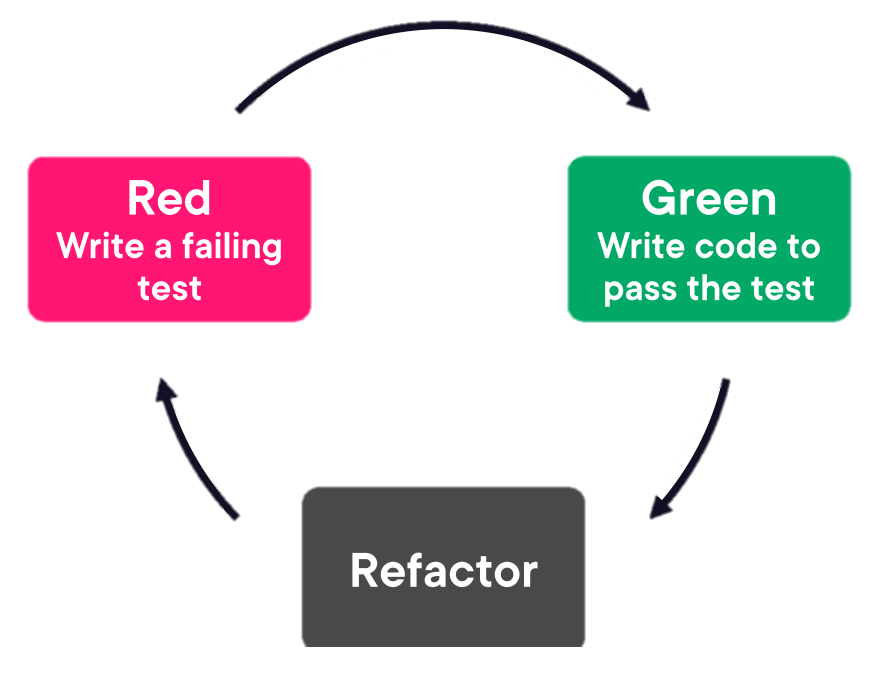 Red
Write a failing
test
Green
Write code to
pass the test
Refactor